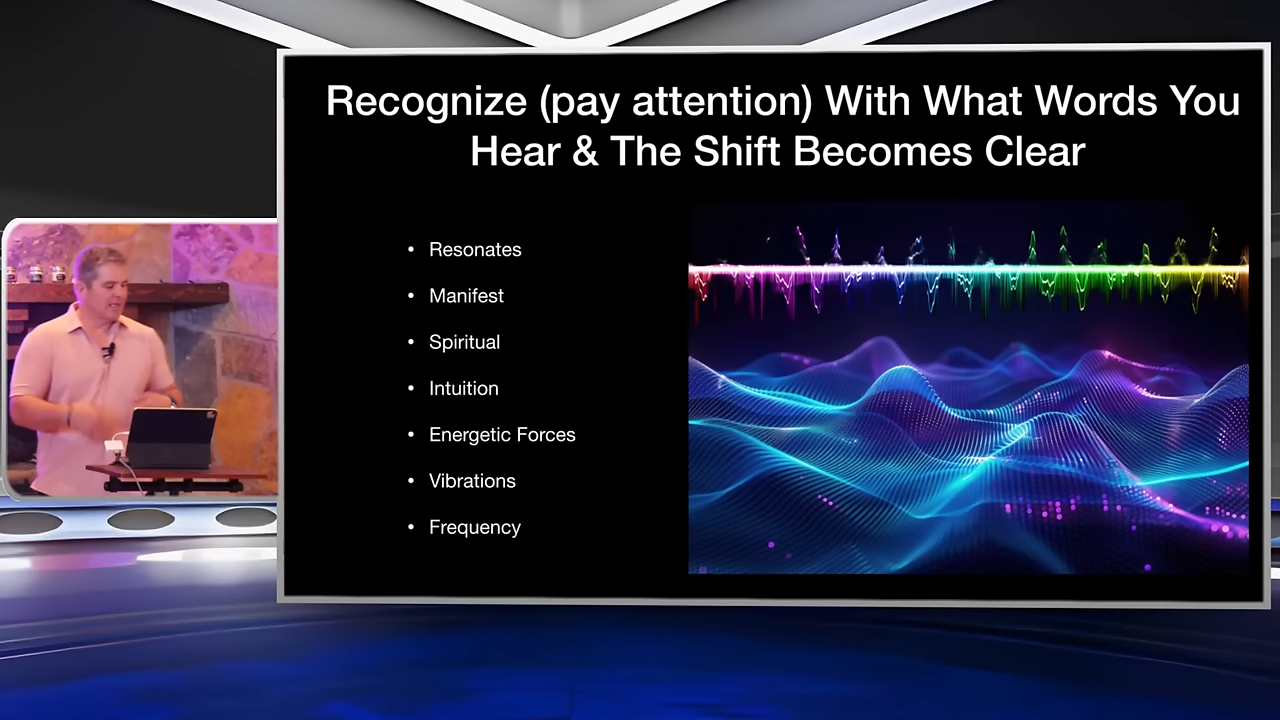 Recognize (pay attention) With What Words You
Hear & The Shift Becomes Clear
• Resonates
• Manifest
• Spiritual
• Intuition
• Energetic Forces
• Vibrations
• Frequency